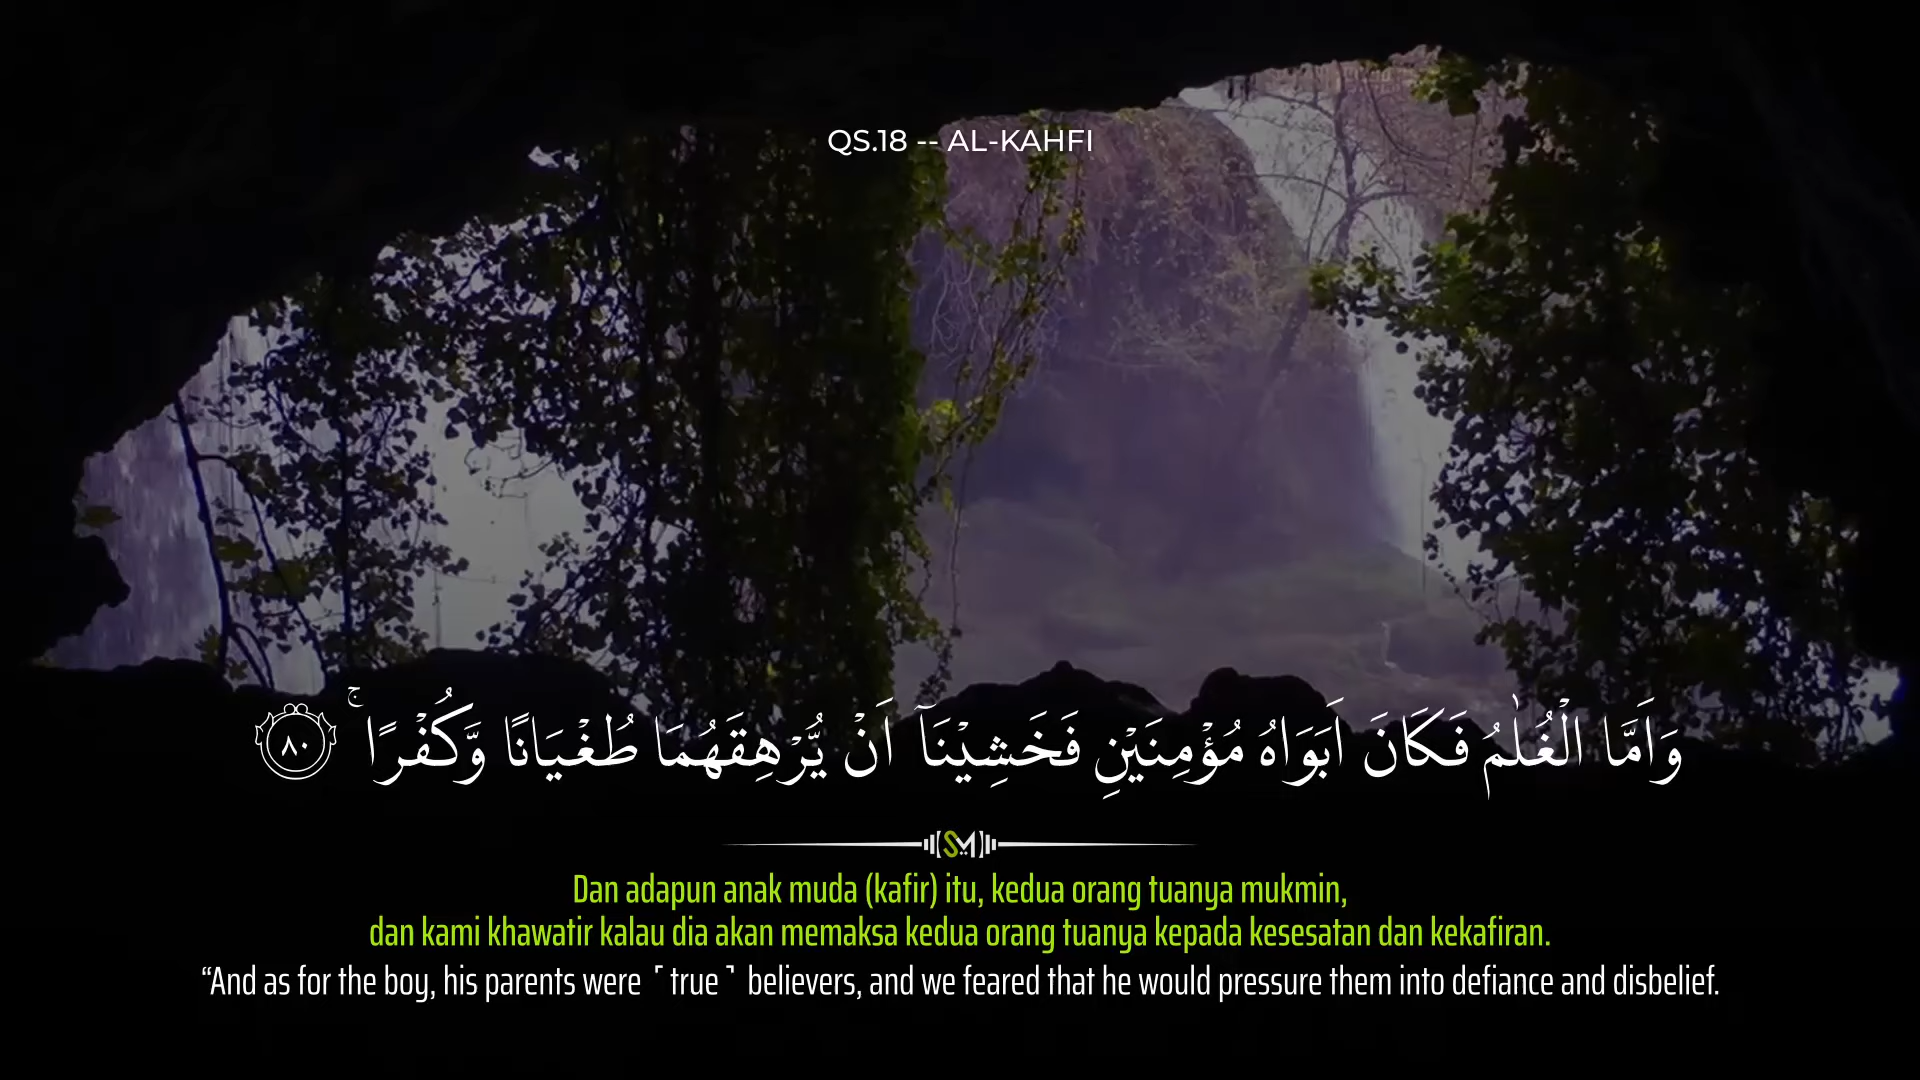 QS.18 -- AL-KAHFI
وَاَمَّا الْغُلٰمُ فَكَانَ اَبَوَاهُ مُؤْمِنَيْنِ فَخَشِيْنَآ اَنْ يُّرْهِقَهُمَا طُغْيَانًا وَّكُفْرًا ۚ ٨٠
SM
Dan adapun anak muda (kafir) itu, kedua orang tuanya mukmin,
dan kami khawatir kalau dia akan memaksa kedua orang tuanya kepada kesesatan dan kekafiran.
“And as for the boy, his parents were ˹true˺ believers, and we feared that he would pressure them into defiance and disbelief.